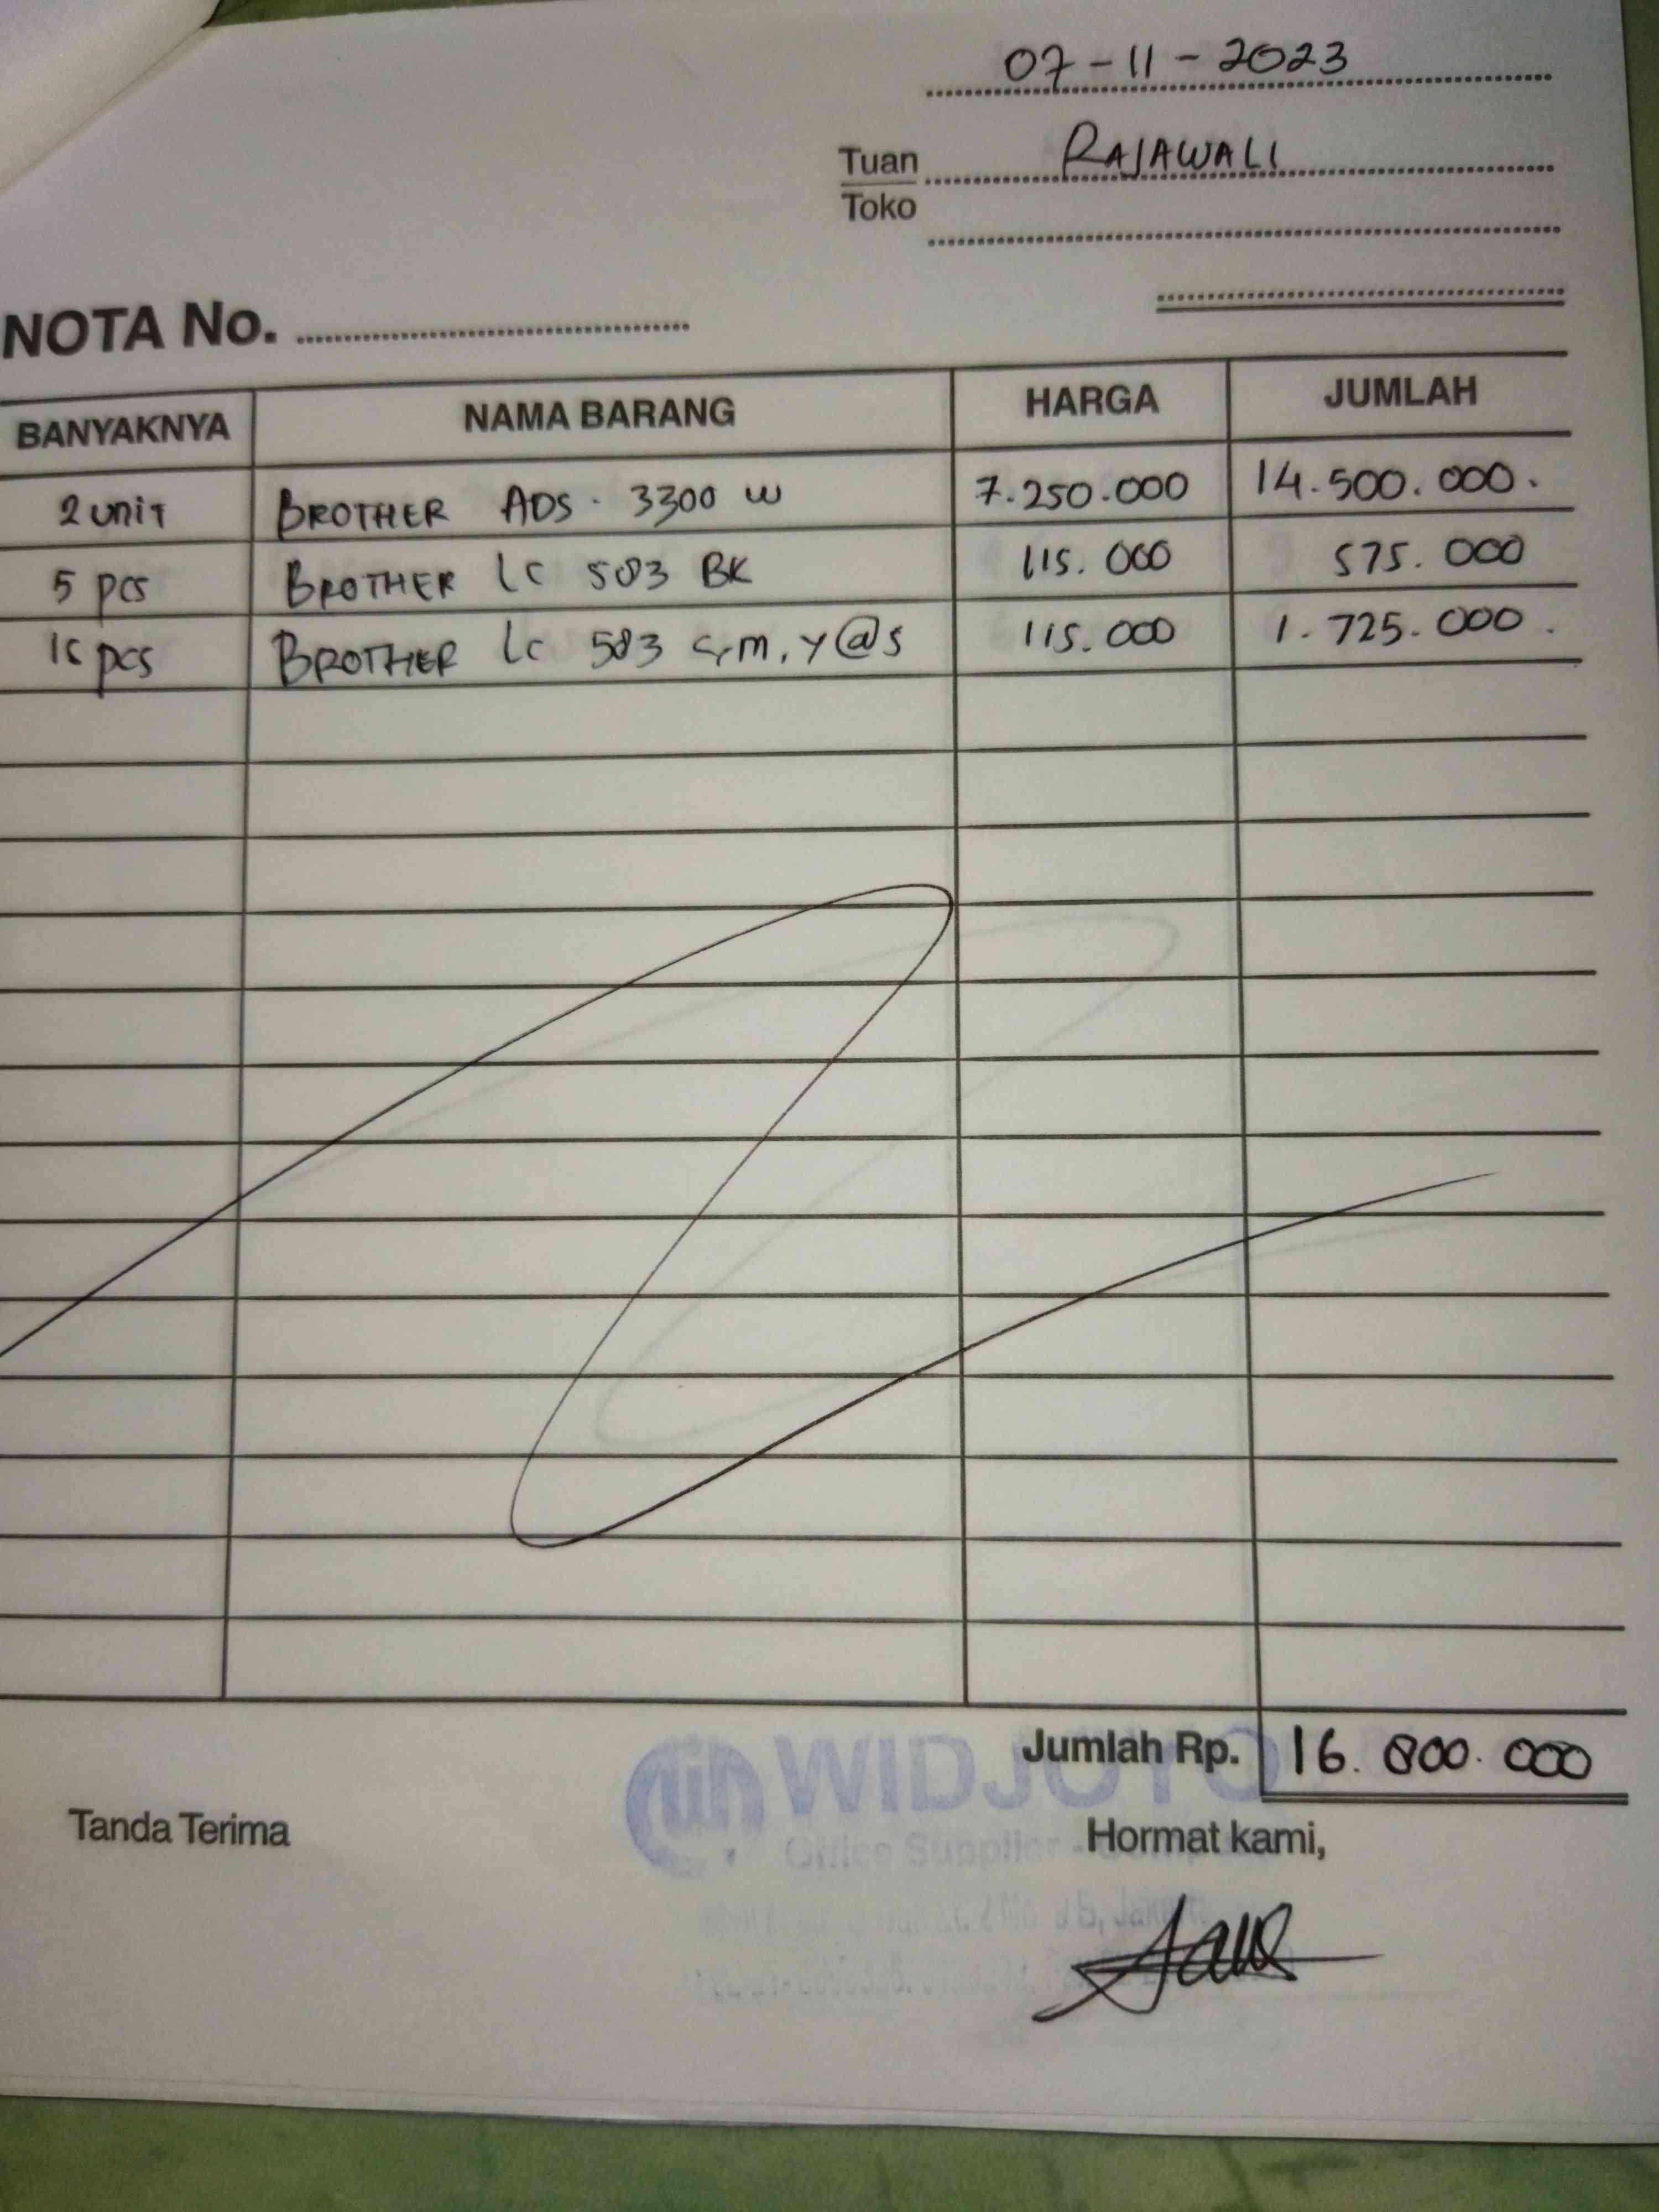 07-11-2023
Tuan RAJAWALI
Toko
NOTA No.
BANYAKNYA NAMA BARANG HARGA JUMLAH
2 unit BROTHER ADS. 3300 W 7.250.000 14.500.000.
5 pcs BROTHER LC 583 BK 115.000 575.000
15 pcs BROTHER LC 583 C,M,Y@5 115.000 1.725.000.
Jumlah Rp. 16.800.000
WIDJOYO
Tanda Terima Hormat kami,
Office Supplier